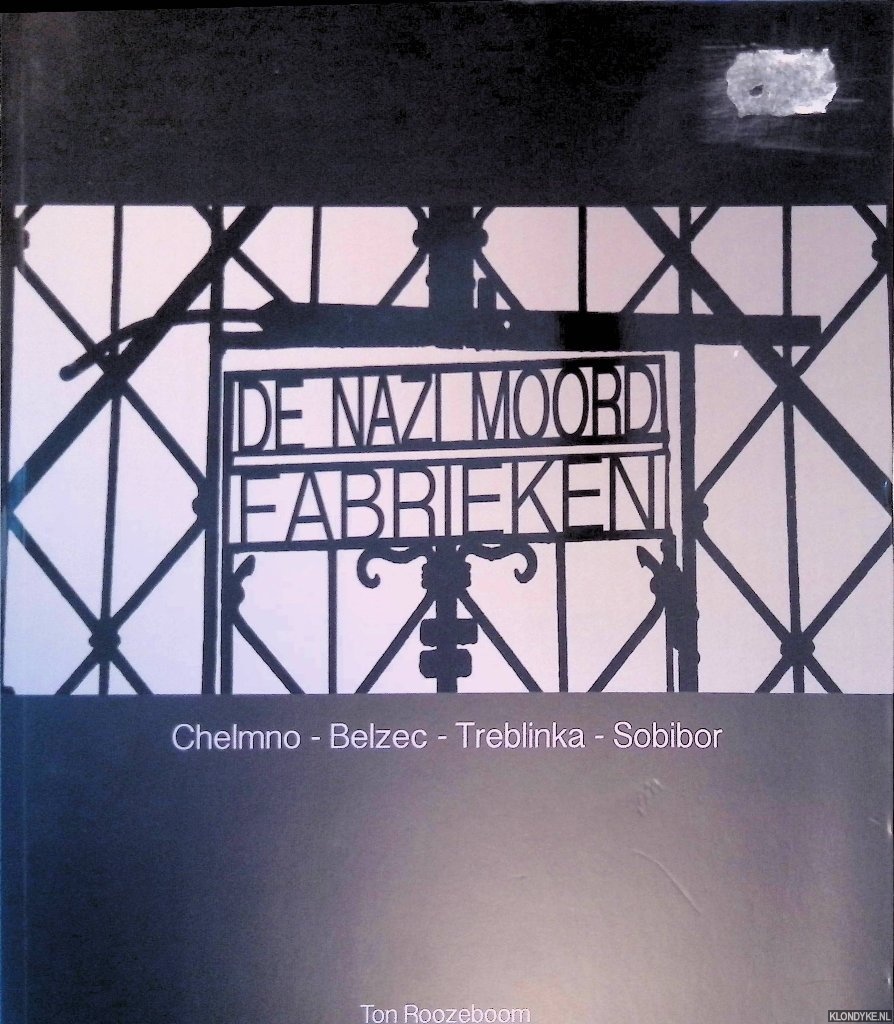 DE NAZI MOORD
FABRIEKEN
Chelmno - Belzec - Treblinka - Sobibor
Ton Roozeboom
KLONDYKE.NL